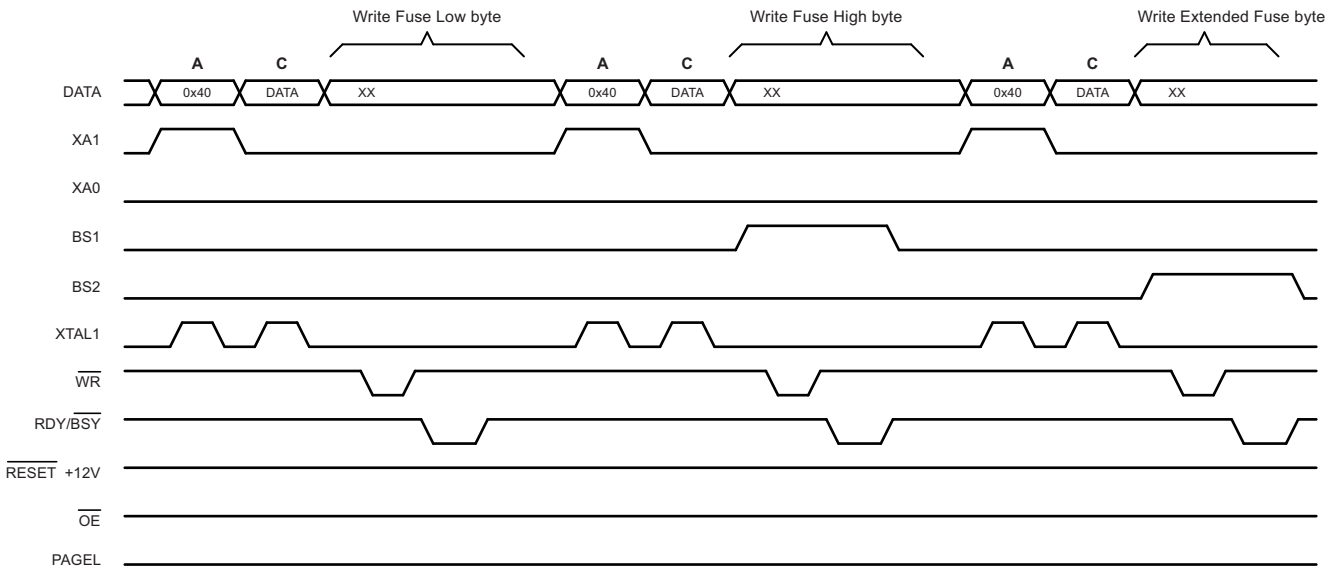 Write Fuse Low byte Write Fuse High byte Write Extended Fuse byte
A C A C A C
DATA 0x40 DATA XX 0x40 DATA XX 0x40 DATA XX
XA1
XA0
BS1
BS2
XTAL1
WR
RDY/BSY
RESET +12V
OE
PAGEL